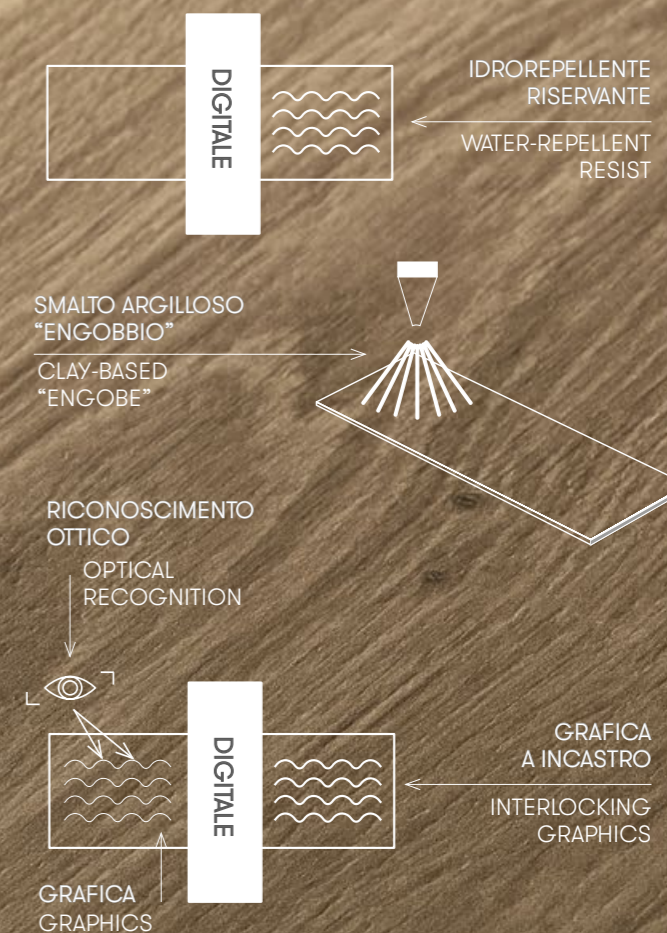 DIGITALE
IDROREPELLENTE
RISERVANTE
WATER-REPELLENT
RESIST
SMALTO ARGILLOSO
“ENGOBBIO”
CLAY-BASED
“ENGOBE”
RICONOSCIMENTO
OTTICO
OPTICAL
RECOGNITION
DIGITALE
GRAFICA
A INCASTRO
INTERLOCKING
GRAPHICS
GRAFICA
GRAPHICS